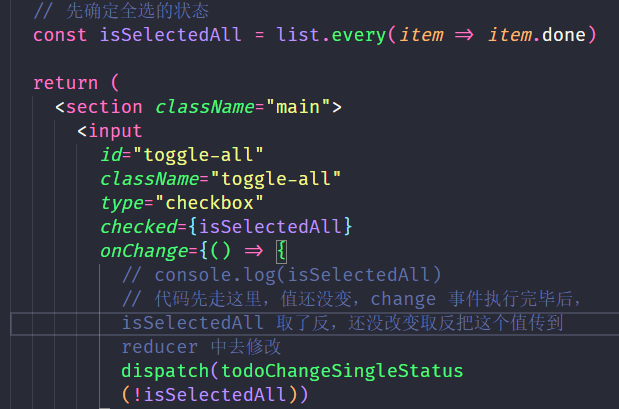 // 先确定全选的状态
const isSelectedAll = list.every(item => item.done)
return (
<section className="main">
<input
id="toggle-all"
className="toggle-all"
type="checkbox"
checked={isSelectedAll}
onChange={() => {
// console.log(isSelectedAll)
// 代码先走这里，值还没变，change 事件执行完毕后，
isSelectedAll 取了反，还没改变取反把这个值传到
reducer 中去修改
dispatch(todoChangeSingleStatus
(!isSelectedAll))